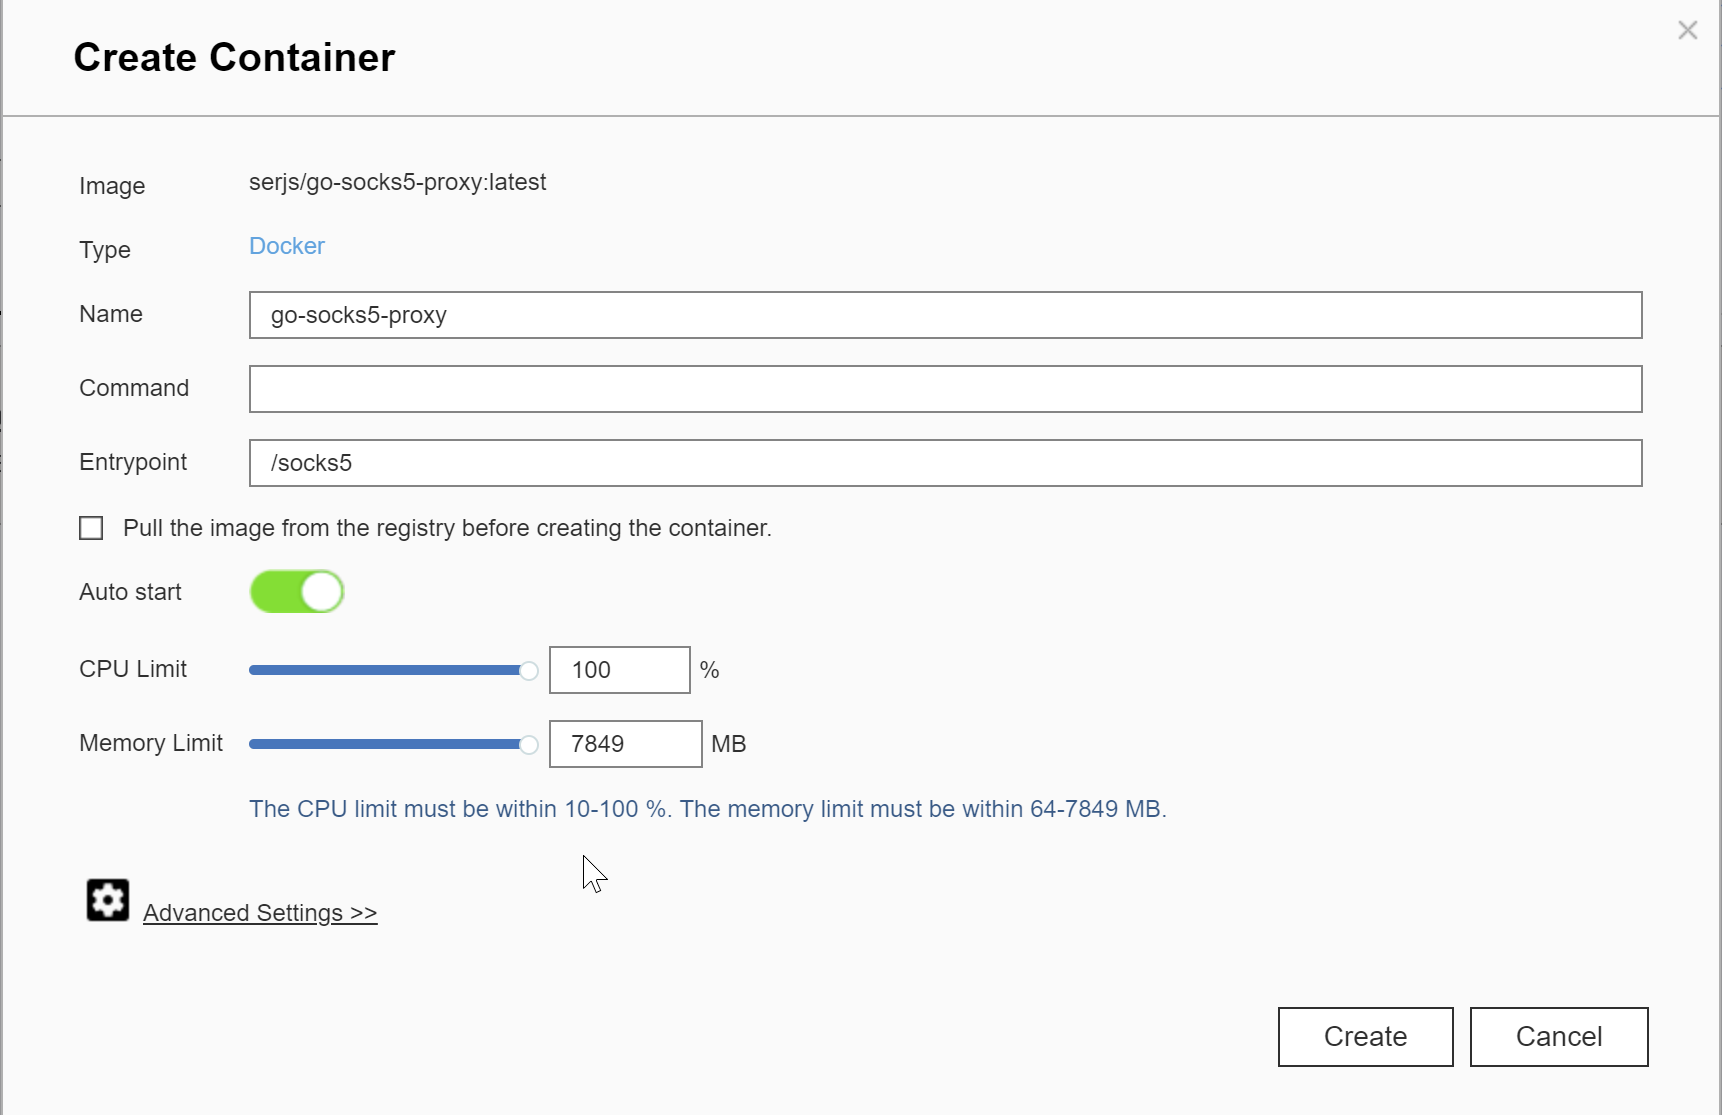 Create Container
Image serjs/go-socks5-proxy:latest
Type Docker
Name go-socks5-proxy
Command
Entrypoint /socks5
Pull the image from the registry before creating the container.
Auto start
CPU Limit 100 %
Memory Limit 7849 MB
The CPU limit must be within 10-100 %. The memory limit must be within 64-7849 MB.
Advanced Settings >>
Create Cancel